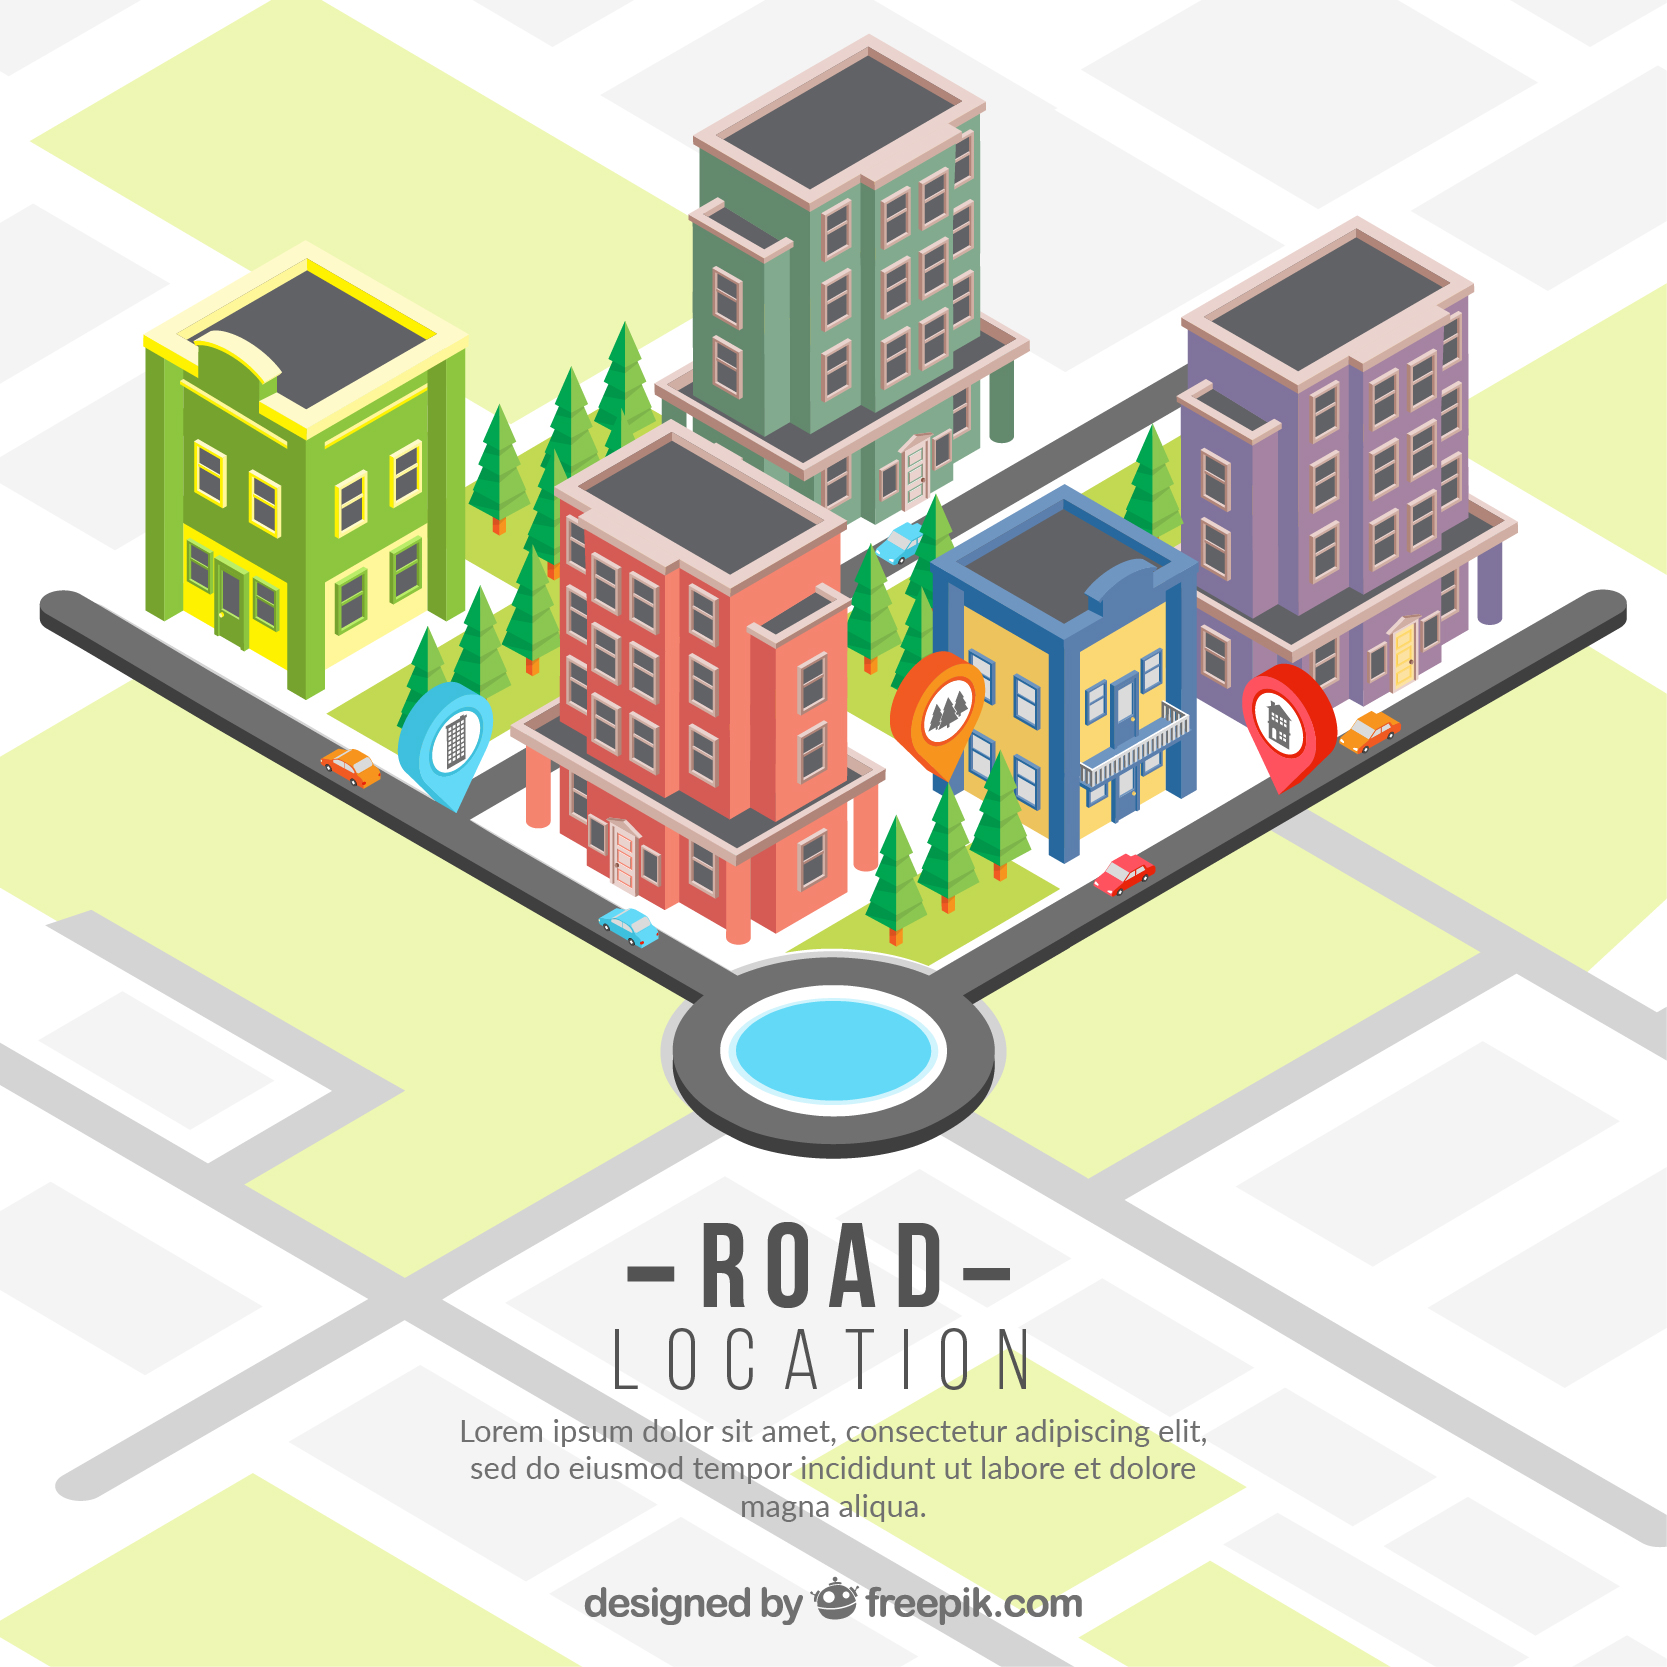 -ROAD-
LOCATION
Lorem ipsum dolor sit amet, consectetur adipiscing elit,
sed do eiusmod tempor incididunt ut labore et dolore
magna aliqua.
designed by freepik.com